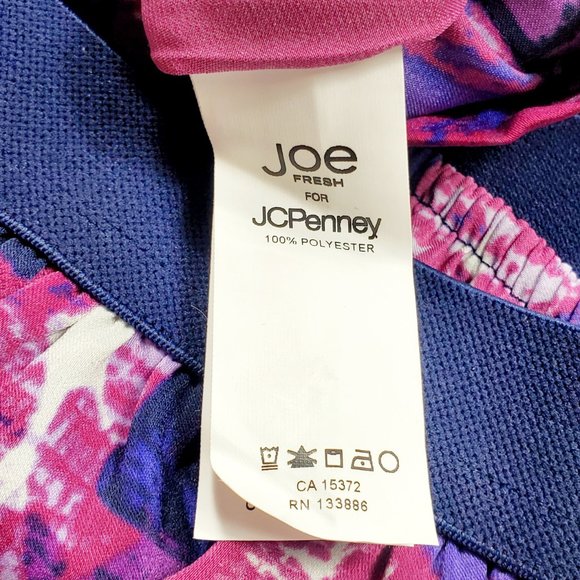 JOE
FRESH
FOR
JCPenney
100% POLYESTER
CA 15372
RN 133886